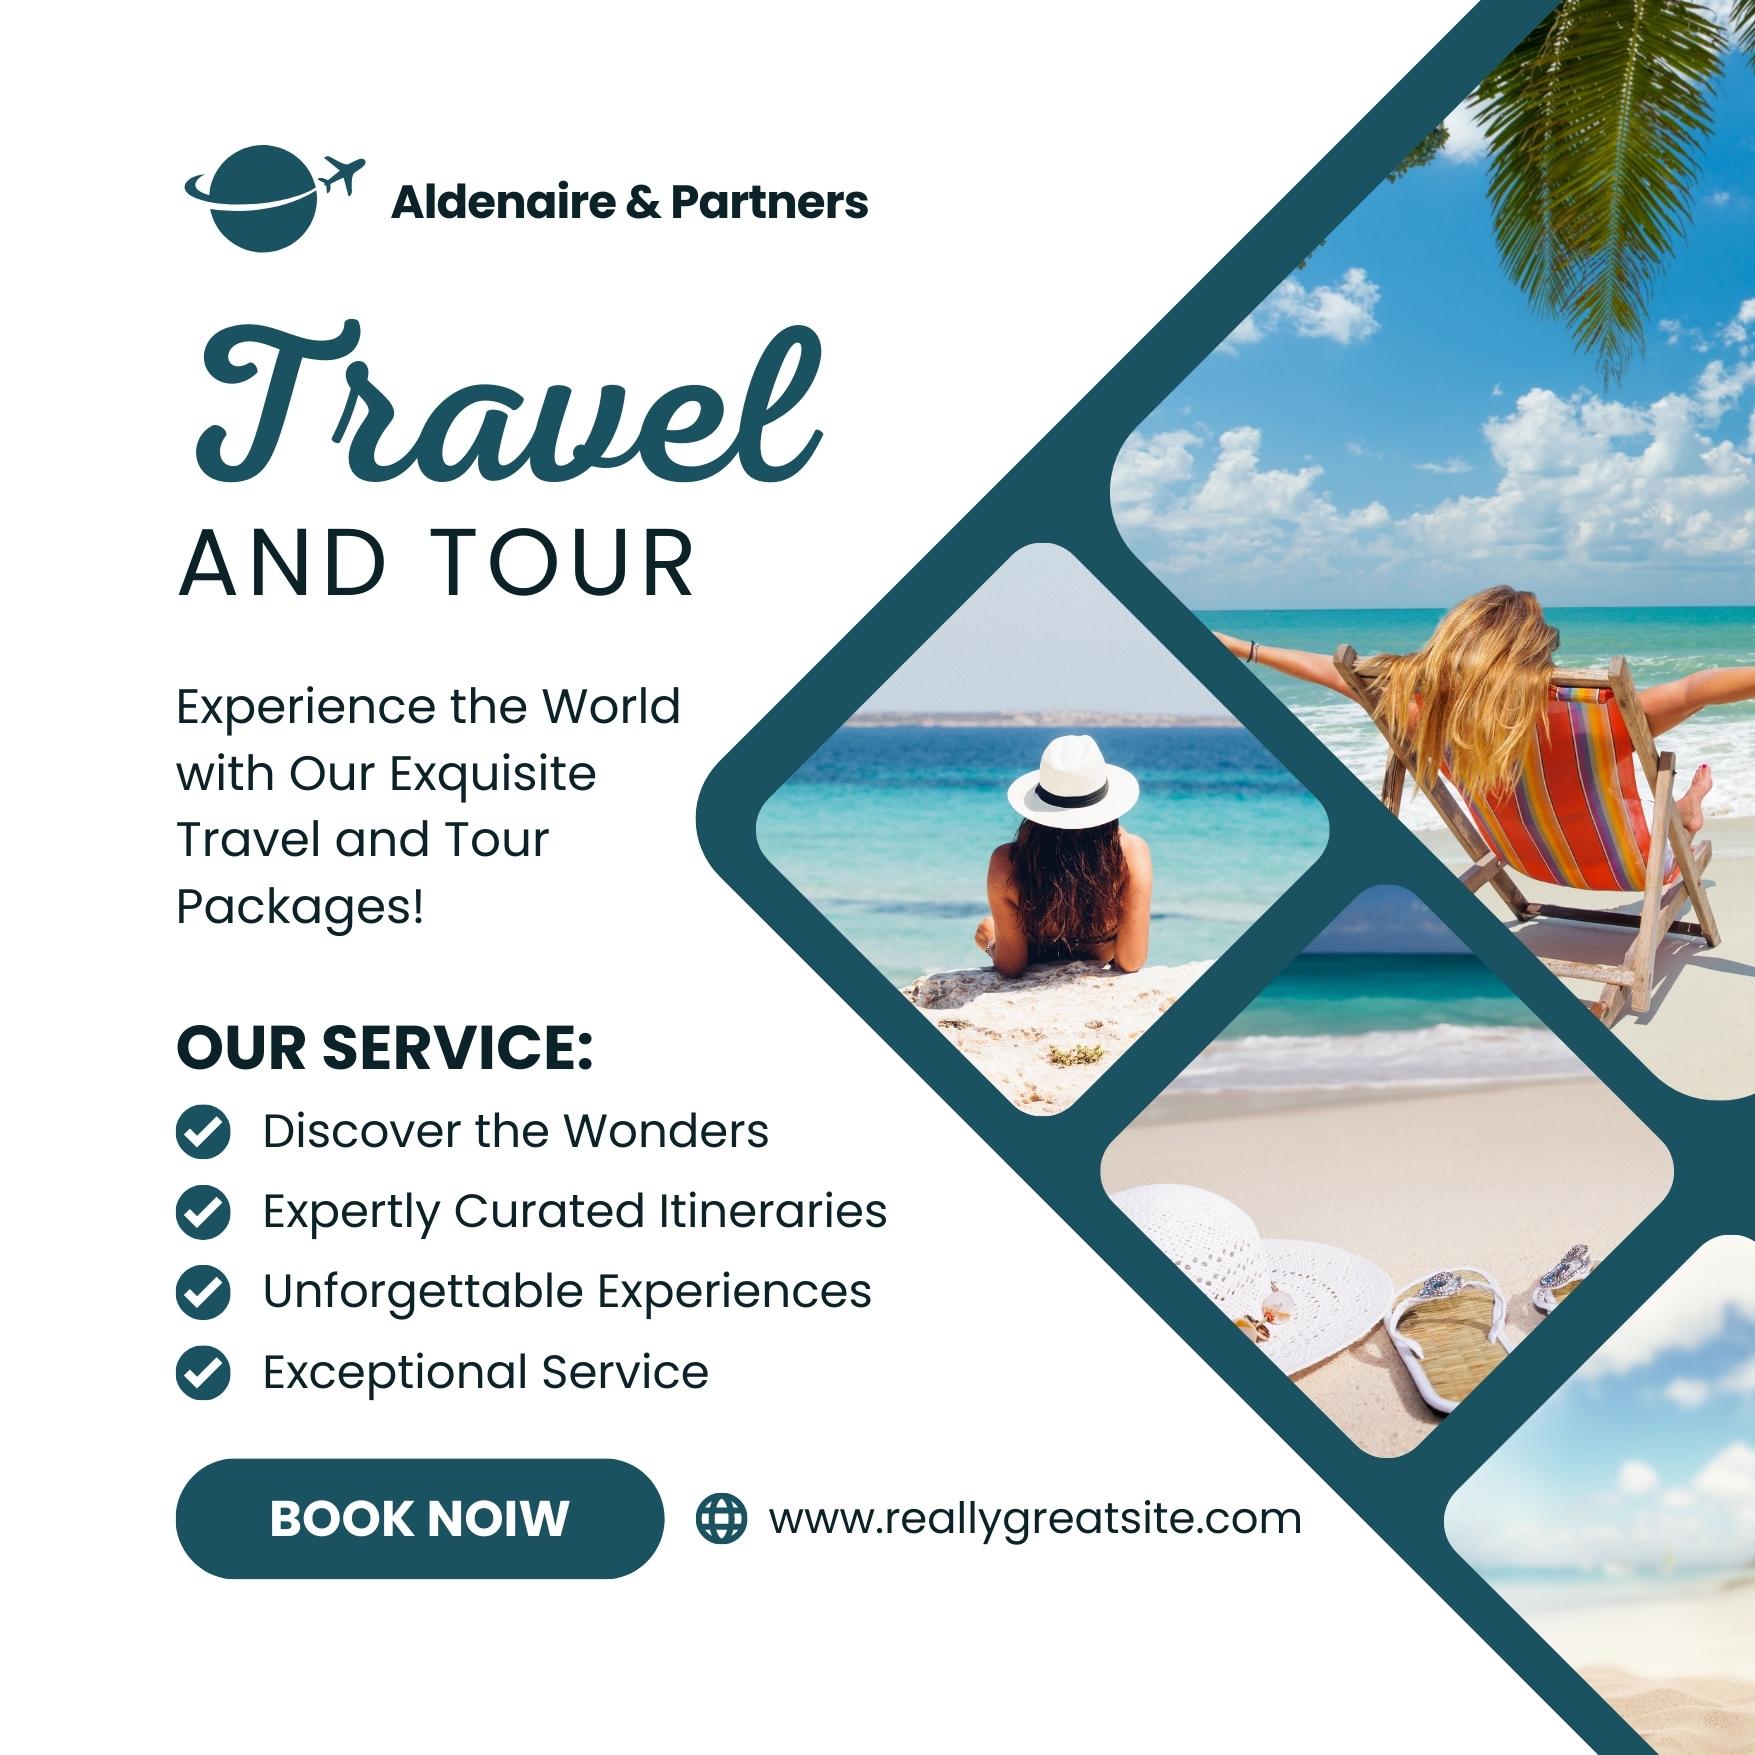 Aldenaire & Partners
Travel
AND TOUR
Experience the World
with Our Exquisite
Travel and Tour
Packages!
OUR SERVICE:
Discover the Wonders
Expertly Curated Itineraries
Unforgettable Experiences
Exceptional Service
BOOK NOIW
www.reallygreatsite.com